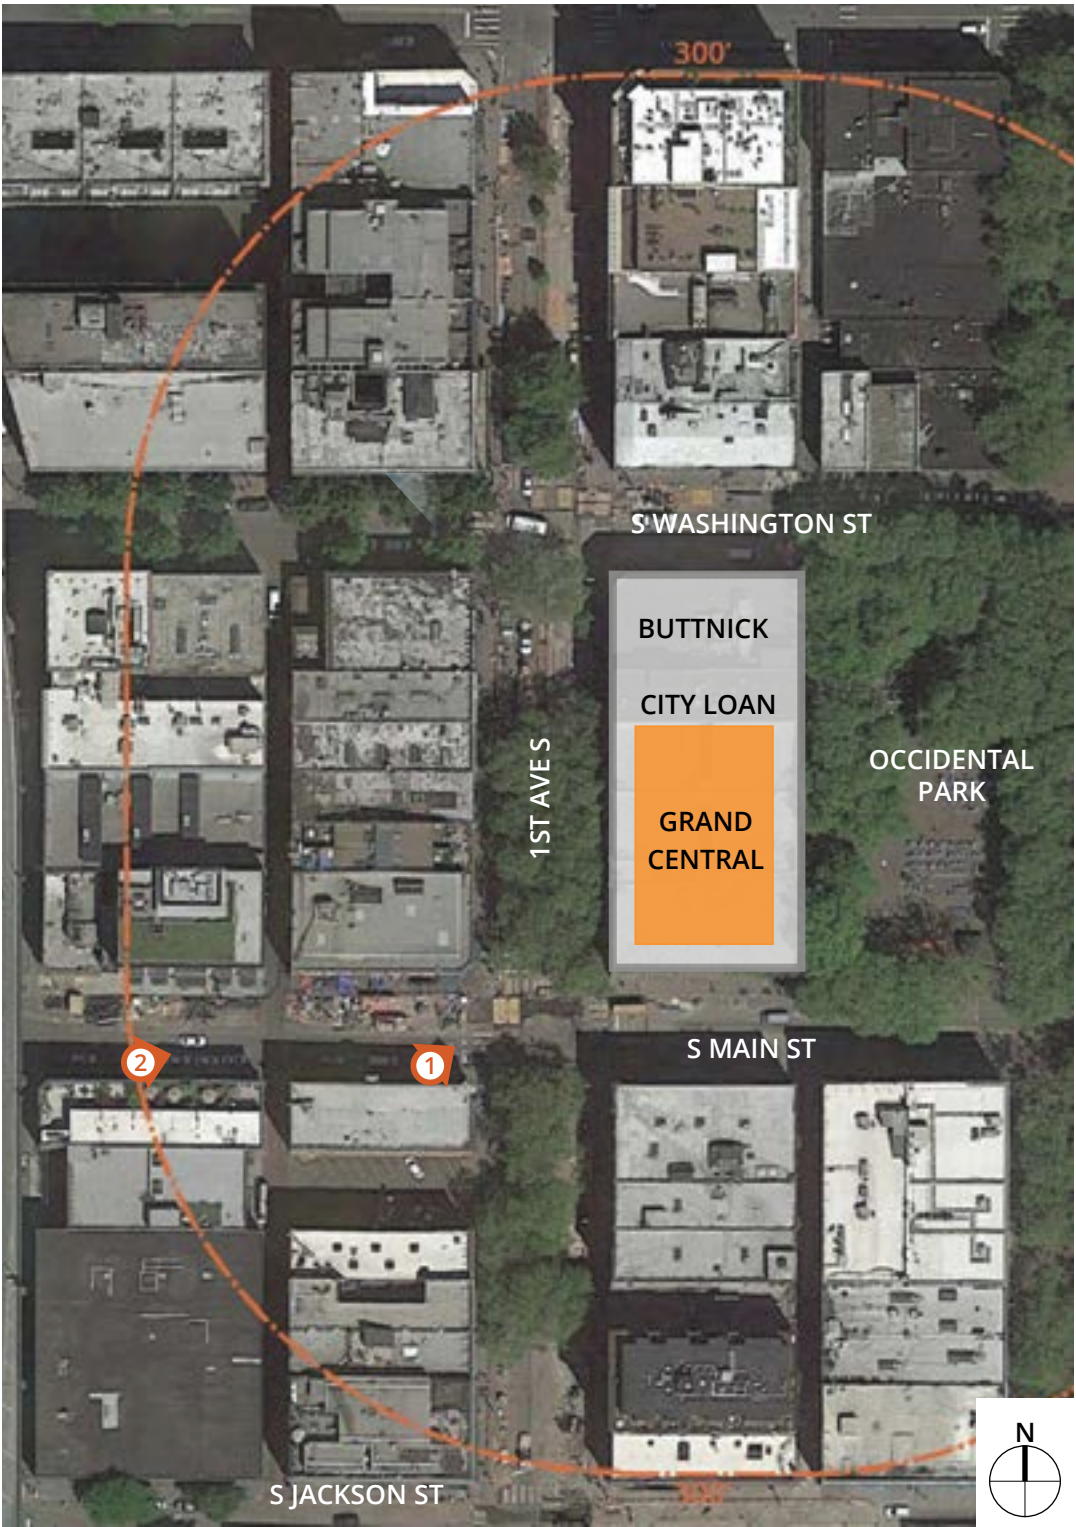 300'
S WASHINGTON ST
BUTTNICK
CITY LOAN
1ST AVE S
OCCIDENTAL
PARK
GRAND
CENTRAL
S MAIN ST
2
1
N
S JACKSON ST